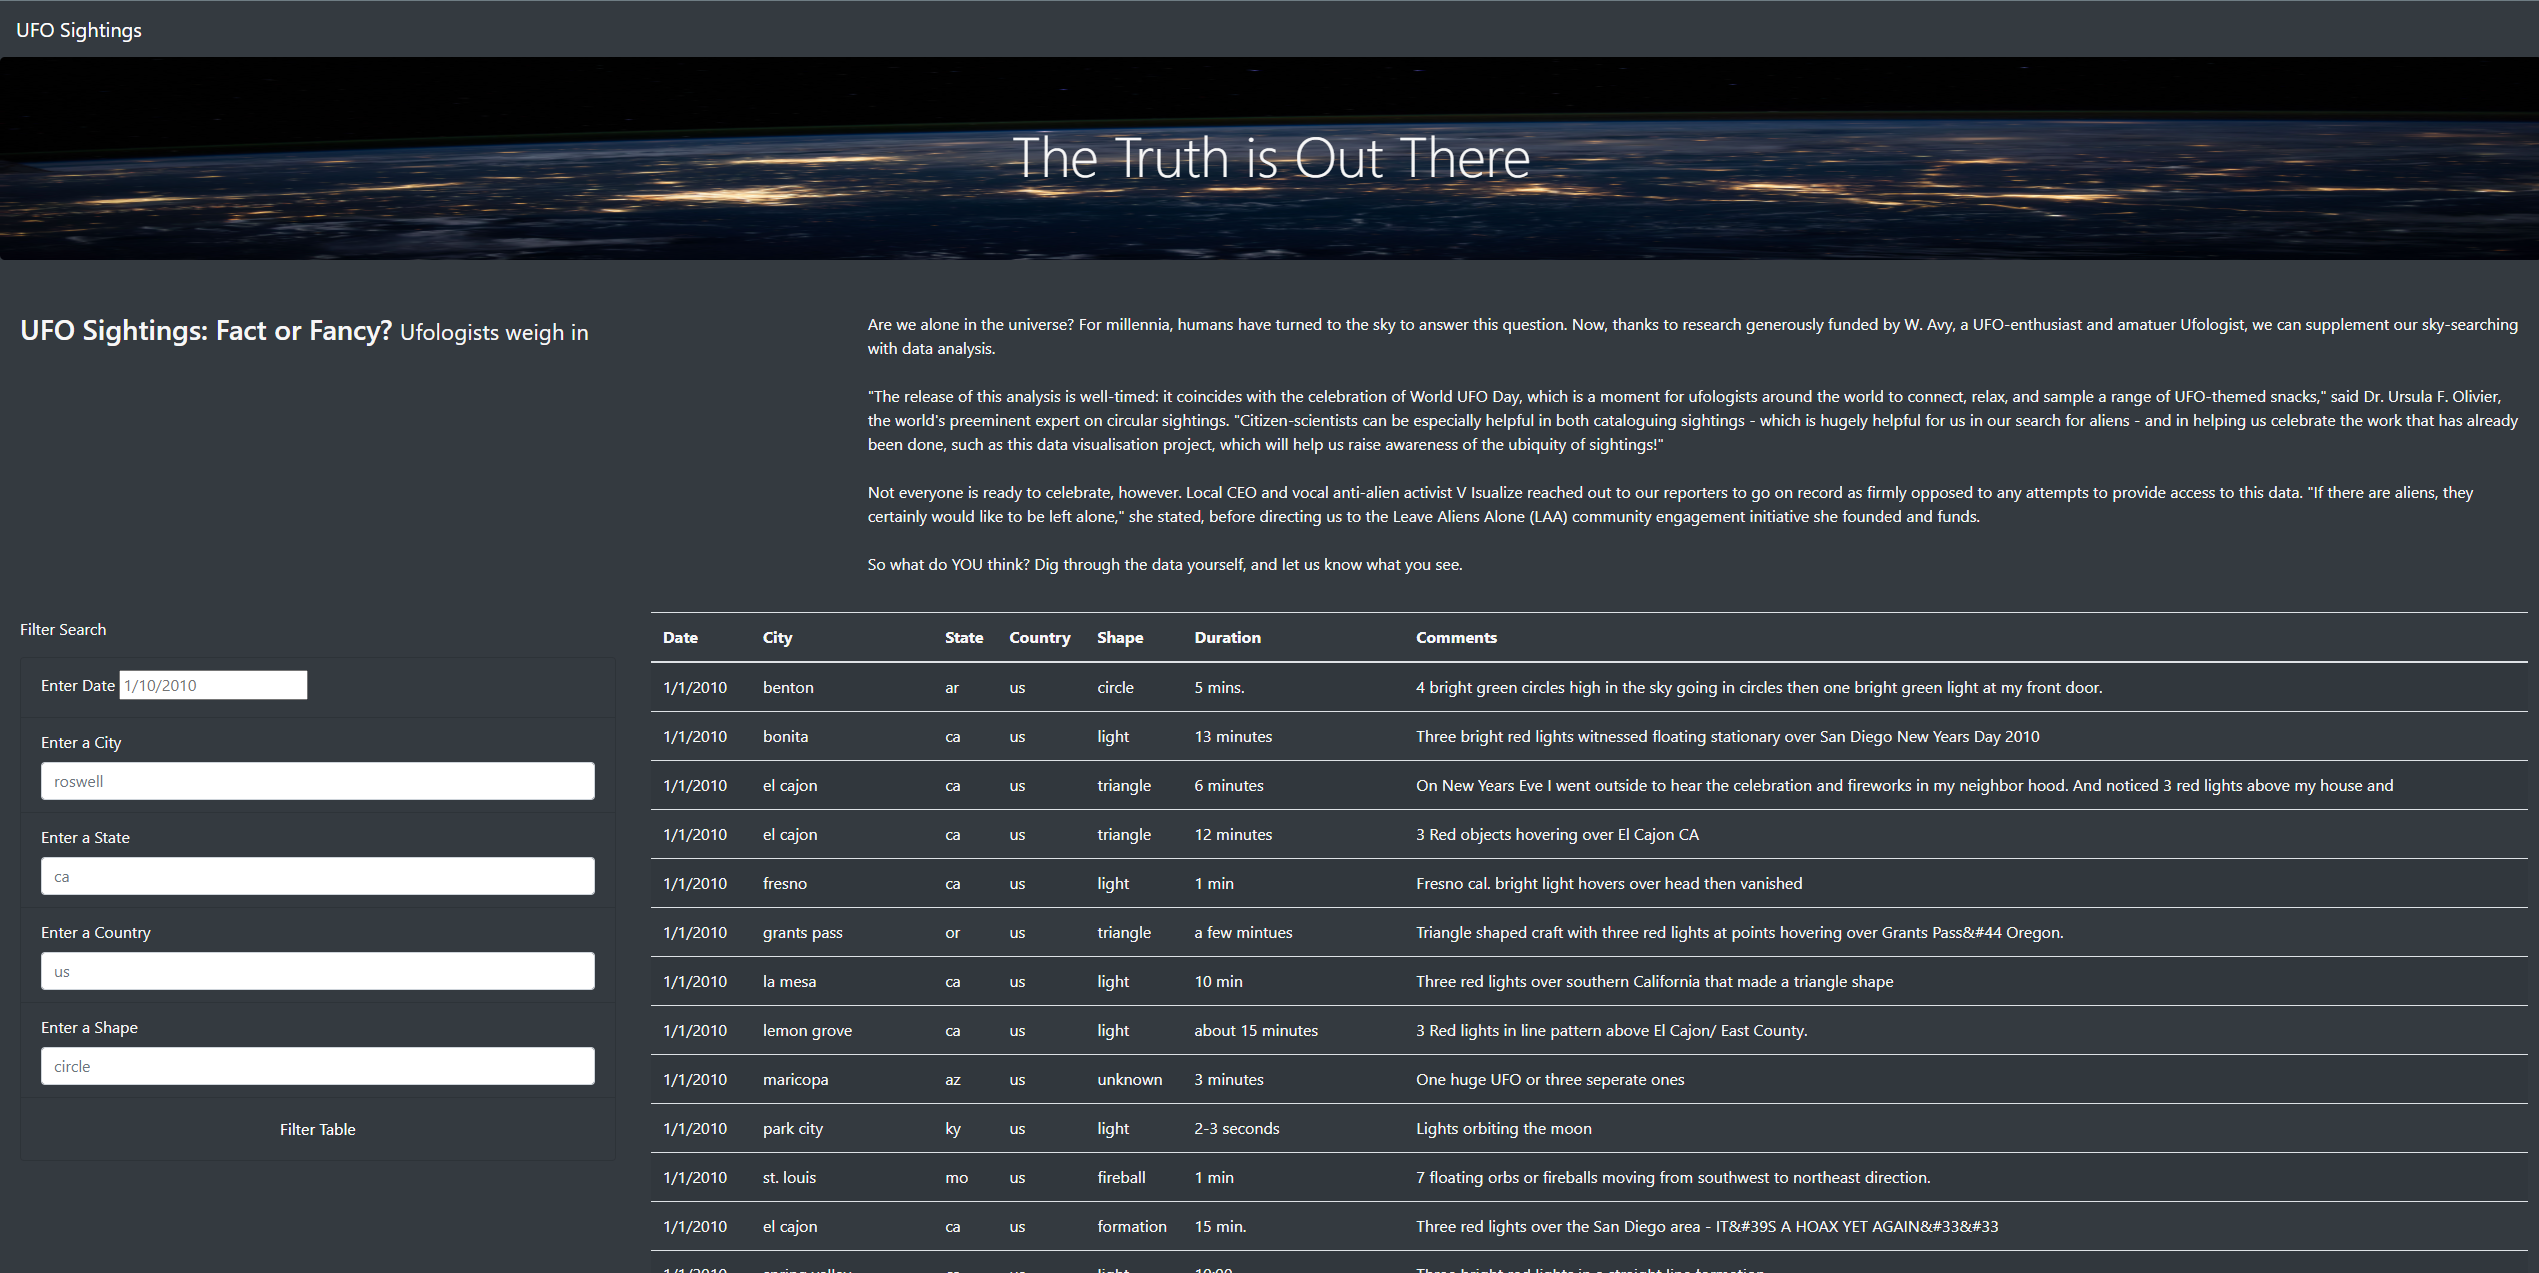 UFO Sightings
The Truth is Out There
UFO Sightings: Fact or Fancy? Ufologists weigh in
Are we alone in the universe? For millennia, humans have turned to the sky to answer this question. Now, thanks to research generously funded by W. Avy, a UFO-enthusiast and amatuer Ufologist, we can supplement our sky-searching
with data analysis.
"The release of this analysis is well-timed: it coincides with the celebration of World UFO Day, which is a moment for ufologists around the world to connect, relax, and sample a range of UFO-themed snacks," said Dr. Ursula F. Olivier,
the world's preeminent expert on circular sightings. "Citizen-scientists can be especially helpful in both cataloguing sightings - which is hugely helpful for us in our search for aliens - and in helping us celebrate the work that has already
been done, such as this data visualisation project, which will help us raise awareness of the ubiquity of sightings!"
Not everyone is ready to celebrate, however. Local CEO and vocal anti-alien activist V Isualize reached out to our reporters to go on record as firmly opposed to any attempts to provide access to this data. "If there are aliens, they
certainly would like to be left alone," she stated, before directing us to the Leave Aliens Alone (LAA) community engagement initiative she founded and funds.
So what do YOU think? Dig through the data yourself, and let us know what you see.
Filter Search
Enter Date 1/10/2010
Enter a City
roswell
Enter a State
ca
Enter a Country
us
Enter a Shape
circle
Filter Table
Date City State Country Shape Duration Comments
1/1/2010 benton ar us circle 5 mins. 4 bright green circles high in the sky going in circles then one bright green light at my front door.
1/1/2010 bonita ca us light 13 minutes Three bright red lights witnessed floating stationary over San Diego New Years Day 2010
1/1/2010 el cajon ca us triangle 6 minutes On New Years Eve I went outside to hear the celebration and fireworks in my neighbor hood. And noticed 3 red lights above my house and
1/1/2010 el cajon ca us triangle 12 minutes 3 Red objects hovering over El Cajon CA
1/1/2010 fresno ca us light 1 min Fresno cal. bright light hovers over head then vanished
1/1/2010 grants pass or us triangle a few mintues Triangle shaped craft with three red lights at points hovering over Grants Pass&#44 Oregon.
1/1/2010 la mesa ca us light 10 min Three red lights over southern California that made a triangle shape
1/1/2010 lemon grove ca us light about 15 minutes 3 Red lights in line pattern above El Cajon/ East County.
1/1/2010 maricopa az us unknown 3 minutes One huge UFO or three seperate ones
1/1/2010 park city ky us light 2-3 seconds Lights orbiting the moon
1/1/2010 st. louis mo us fireball 1 min 7 floating orbs or fireballs moving from southwest to northeast direction.
1/1/2010 el cajon ca us formation 15 min. Three red lights over the San Diego area - IT&#39S A HOAX YET AGAIN&#33&#33